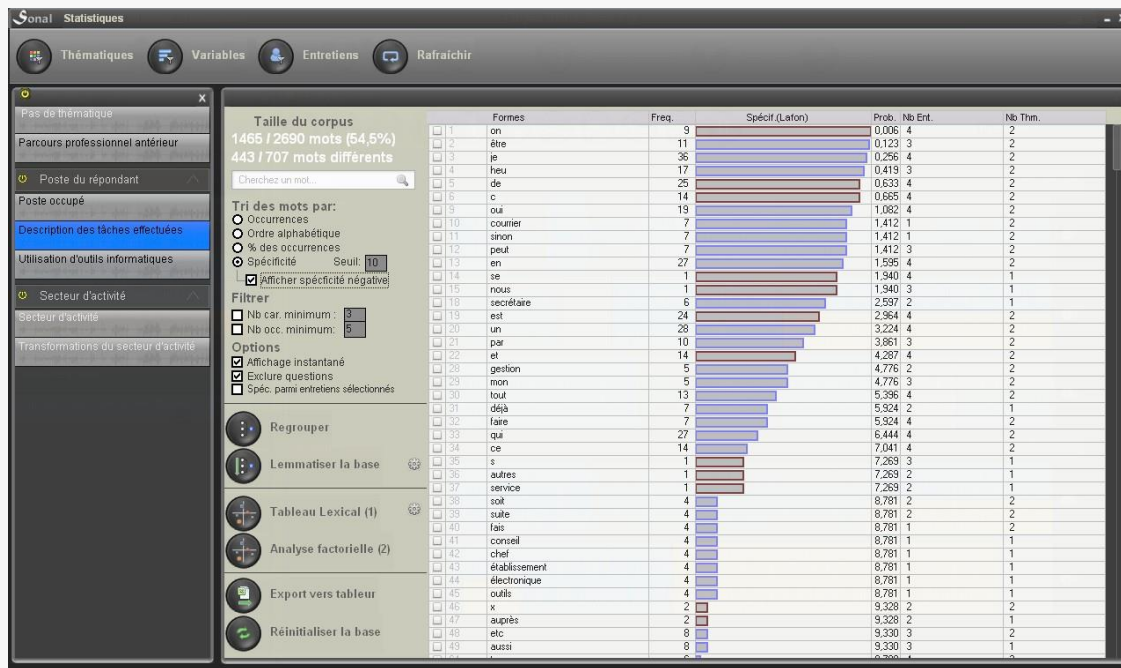 Sonal Statistiques
Thématiques Variables Entretiens Rafraîchir
x
Pas de thématique
Parcours professionnel antérieur
Poste du répondant
Poste occupé
Description des tâches effectuées
Utilisation d'outils informatiques
Secteur d'activité
Secteur d'activité
Transformations du secteur d'activité
Taille du corpus
1465 / 2690 mots (54,5%)
443 / 707 mots différents
Cherchez un mot...
Tri des mots par:
Occurrences
Ordre alphabétique
% des occurrences
Spécificité Seuil: 10
Afficher spécficité négative
Filtrer
Nb car. minimum : 3
Nb occ. minimum: 5
Options
Affichage instantané
Exclure questions
Spéc. parmi entretiens sélectionnés
Regrouper
Lemmatiser la base
Tableau Lexical (1)
Analyse factorielle (2)
Export vers tableur
Réinitialiser la base
Formes Freq. Spécif.(Lafon) Prob. Nb Ent. Nb Thm.
1 on 9 0,006 4 2
2 être 11 0,123 3 2
3 je 36 0,256 4 2
4 heu 17 0,419 3 2
5 de 25 0,633 4 2
6 c 14 0,665 4 2
9 oui 19 1,082 4 2
10 courrier 7 1,412 1 2
11 sinon 7 1,412 1 2
12 peut 7 1,412 3 2
13 en 27 1,595 4 2
14 se 1 1,940 4 1
15 nous 1 1,940 3 1
18 secrétaire 6 2,597 2 1
19 est 24 2,964 4 2
20 un 28 3,224 4 2
21 par 10 3,861 3 2
22 et 14 4,287 4 2
28 gestion 5 4,776 2 2
29 mon 5 4,776 3 2
30 tout 13 5,396 4 2
31 déjà 7 5,924 2 1
32 faire 7 5,924 4 2
33 qui 27 6,444 4 2
34 ce 14 7,041 4 2
35 s 1 7,269 3 1
36 autres 1 7,269 2 1
37 service 1 7,269 2 1
38 soit 4 8,781 2 2
39 suite 4 8,781 2 2
40 fais 4 8,781 1 2
41 conseil 4 8,781 1 1
42 chef 4 8,781 1 1
43 établissement 4 8,781 1 1
44 électronique 4 8,781 1 1
45 outils 4 8,781 1 1
46 x 2 9,328 2 2
47 auprès 2 9,328 2 1
48 etc 8 9,330 3 2
49 aussi 8 9,330 3 1